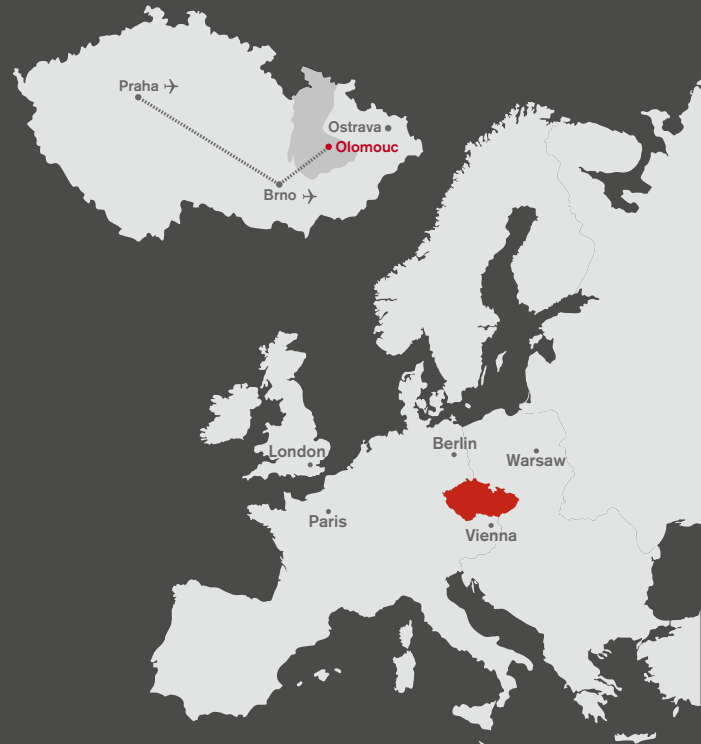 Praha
Ostrava
Olomouc
Brno
Berlin
London
Warsaw
Paris
Vienna